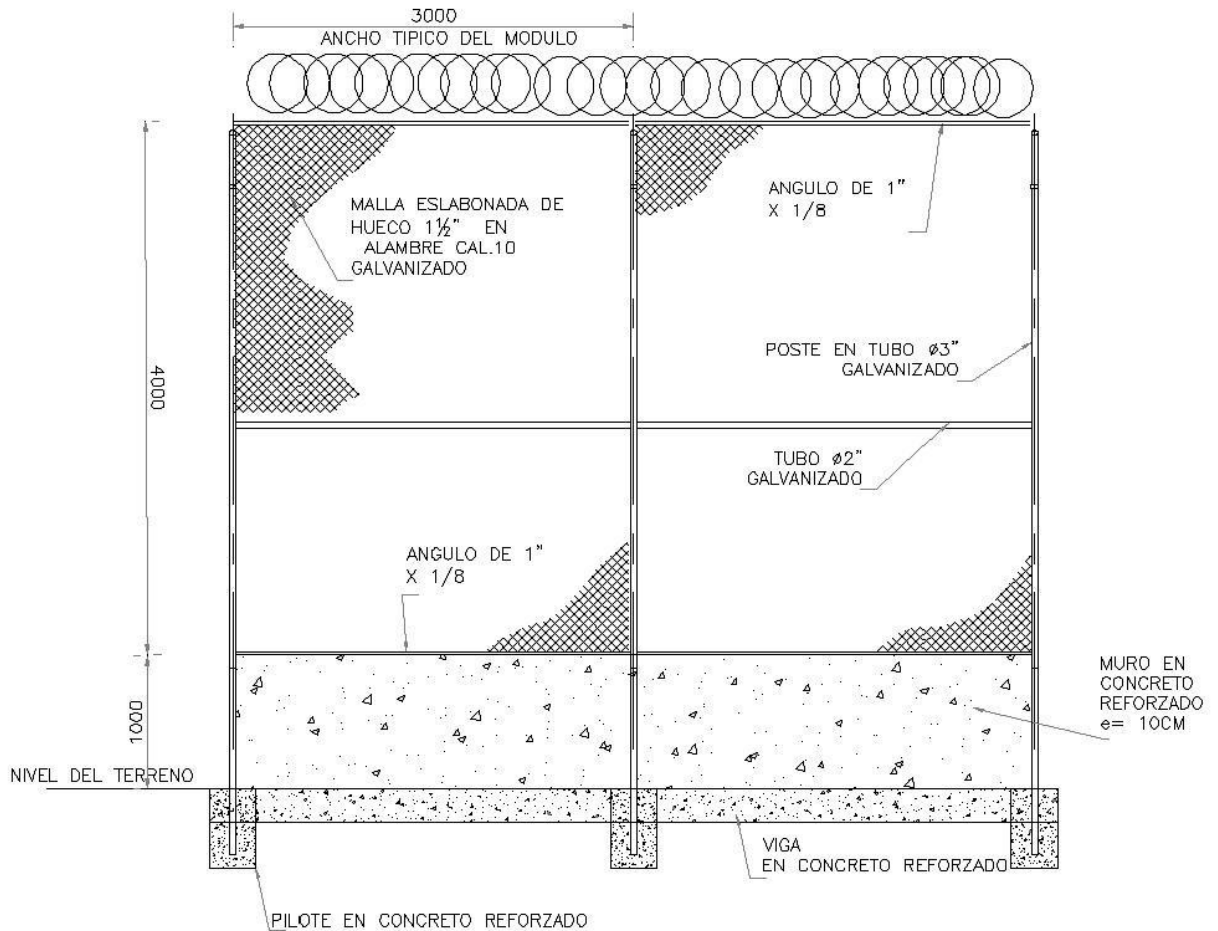 3000
ANCHO TIPICO DEL MODULO
MALLA ESLABONADA DE
HUECO 1½" EN
ALAMBRE CAL.10
GALVANIZADO
ANGULO DE 1"
X 1/8
POSTE EN TUBO ø3"
GALVANIZADO
4000
TUBO ø2"
GALVANIZADO
ANGULO DE 1"
X 1/8
MURO EN
CONCRETO
REFORZADO
e= 10CM
1000
NIVEL DEL TERRENO
VIGA
EN CONCRETO REFORZADO
PILOTE EN CONCRETO REFORZADO